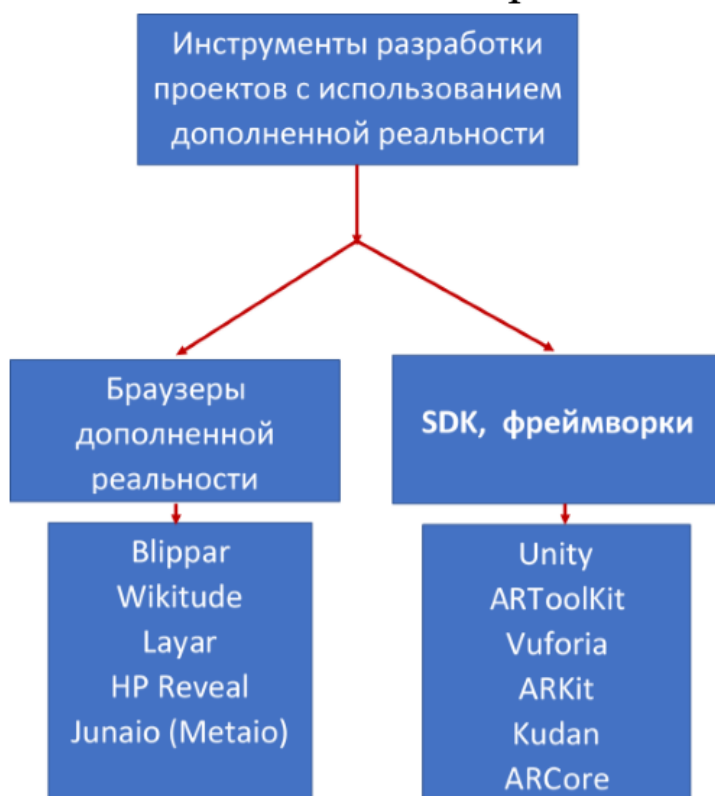 Инструменты разработки
проектов с использованием
дополненной реальности
Браузеры
дополненной
реальности
SDK, фреймворки
Blippar
Wikitude
Layar
HP Reveal
Junaio (Metaio)
Unity
ARToolKit
Vuforia
ARKit
Kudan
ARCore